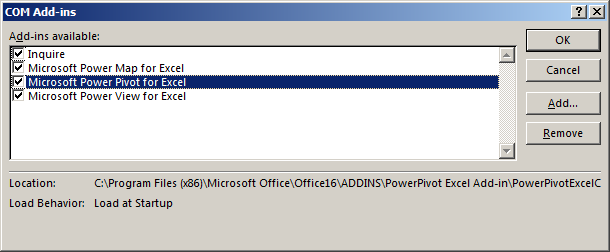 COM Add-ins
Add-ins available:
Inquire
Microsoft Power Map for Excel
Microsoft Power Pivot for Excel
Microsoft Power View for Excel
OK
Cancel
Add...
Remove
Location: C:\Program Files (x86)\Microsoft Office\Office16\ADDINS\PowerPivot Excel Add-in\PowerPivotExcelC
Load Behavior: Load at Startup